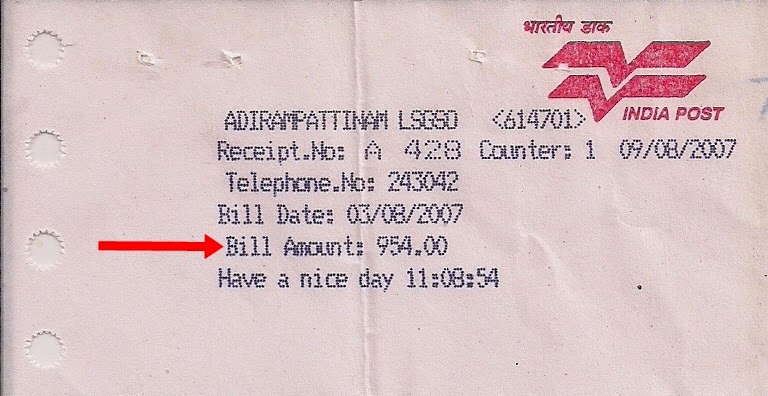 भारतीय डाक
INDIA POST
ADIRAMPATTINAM LSGSO <614701>
Receipt.No: A 428 Counter: 1 09/08/2007
Telephone.No: 243042
Bill Date: 03/08/2007
Bill Amount: 954.00
Have a nice day 11:08:54